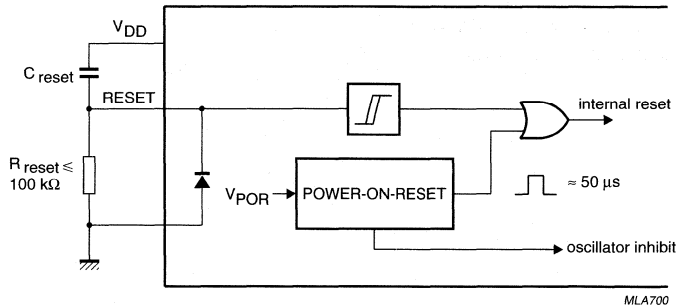 VDD
C reset
RESET
internal reset
R reset ≤
100 kΩ
VPOR
POWER-ON-RESET
≈ 50 µs
oscillator inhibit
MLA700